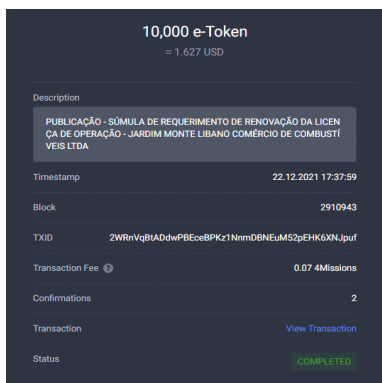 10,000 e-Token
≈ 1.627 USD
Description
PUBLICAÇÃO - SÚMULA DE REQUERIMENTO DE RENOVAÇÃO DA LICEN
ÇA DE OPERAÇÃO - JARDIM MONTE LIBANO COMÉRCIO DE COMBUSTÍ
VEIS LTDA
Timestamp 22.12.2021 17:37:59
Block 2910943
TXID 2WRnVqBtADdwPBEceBPKz1NnmDBNEuM52pEHK6XNJpuf
Transaction Fee ? 0.07 4Missions
Confirmations 2
Transaction View Transaction
Status COMPLETED